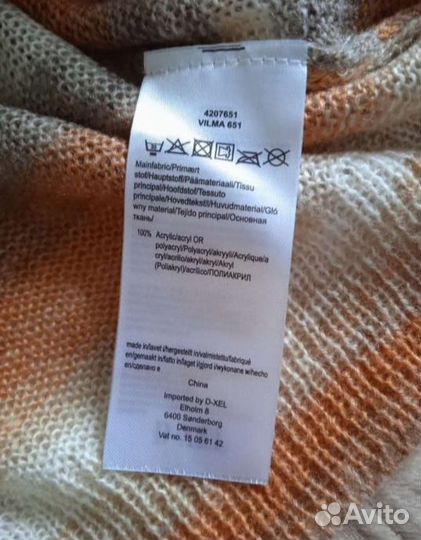 4207651
VILMA 651
Mainfabric/Primært
stof/Hauptstoff/Päämateriaali/Tissu
principal/Hoofdstof/Tessuto
principale/Hovedtekstil/Huvudmaterial/Gló
wny material/Tejido principal/Основная
ткань/
100% Acrylic/acryl OR
polyacryl/Polyacryl/akryyli/Acrylique/a
cryl/acrilico/akryl/akryl/Akryl
(Poliakryl)/acrílico/ПОЛИАКРИЛ
made in/lavet i/hergestellt in/valmistettu/fabriqué
en/gemaakt in/fatto in/laget i/gjord i/wykonane w/hecho
en/сделано в
China
Imported by D-XEL
Elholm 8
6400 Sønderborg
Denmark
Vat no. 15 05 61 42
Avito